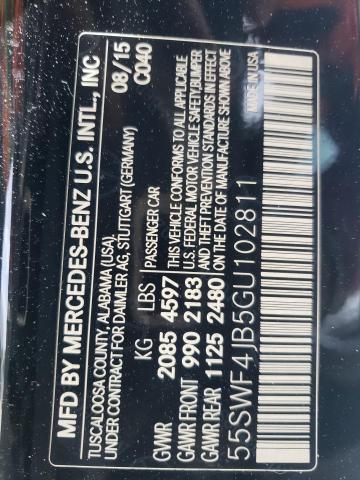 MFD BY MERCEDES-BENZ U.S. INTL., INC
TUSCALOOSA COUNTY, ALABAMA (USA).
UNDER CONTRACT FOR DAIMLER AG, STUTTGART (GERMANY)
08/15
C040
KG LBS
GVWR 2085 4597
GAWR FRONT 990 2183
GAWR REAR 1125 2480
PASSENGER CAR
THIS VEHICLE CONFORMS TO ALL APPLICABLE
U.S. FEDERAL MOTOR VEHICLE SAFETY/BUMPER
AND THEFT PREVENTION STANDARDS IN EFFECT
ON THE DATE OF MANUFACTURE SHOWN ABOVE
55SWF4JB5GU102811
MADE IN USA